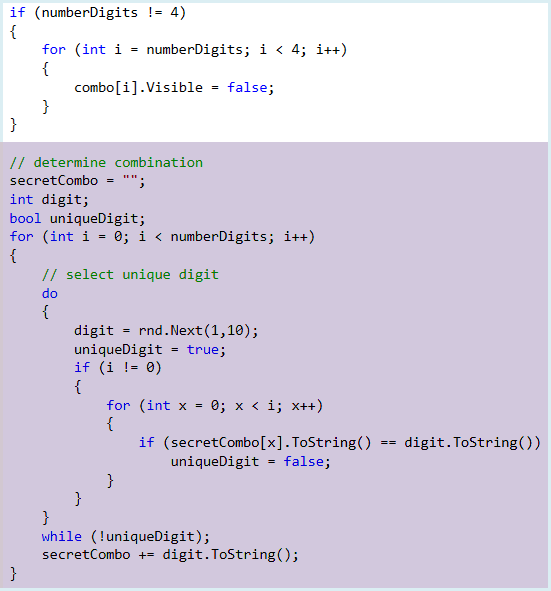 if (numberDigits != 4)
{
    for (int i = numberDigits; i < 4; i++)
    {
        combo[i].Visible = false;
    }
}
// determine combination
secretCombo = "";
int digit;
bool uniqueDigit;
for (int i = 0; i < numberDigits; i++)
{
    // select unique digit
    do
    {
        digit = rnd.Next(1,10);
        uniqueDigit = true;
        if (i != 0)
        {
            for (int x = 0; x < i; x++)
            {
                if (secretCombo[x].ToString() == digit.ToString())
                    uniqueDigit = false;
            }
        }
    }
    while (!uniqueDigit);
    secretCombo += digit.ToString();
}